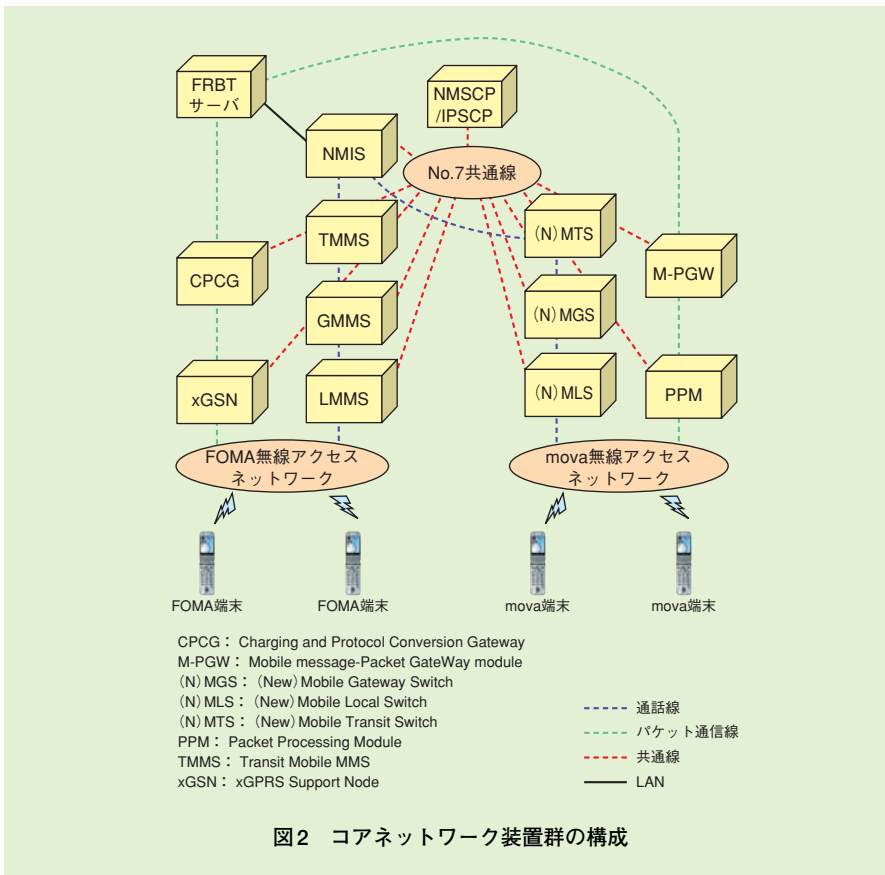 FRBT
サーバ
NMSCP
/IPSCP
NMIS
No.7共通線
TMMS
(N)MTS
CPCG
M-PGW
GMMS
(N)MGS
xGSN
LMMS
(N)MLS
PPM
FOMA無線アクセス
ネットワーク
mova無線アクセス
ネットワーク
FOMA端末
FOMA端末
mova端末
mova端末
CPCG：Charging and Protocol Conversion Gateway
M-PGW：Mobile message-Packet GateWay module
(N)MGS：(New)Mobile Gateway Switch
(N)MLS：(New)Mobile Local Switch
(N)MTS：(New)Mobile Transit Switch
PPM：Packet Processing Module
TMMS：Transit Mobile MMS
xGSN：xGPRS Support Node
通話線
パケット通信線
共通線
LAN
図2　コアネットワーク装置群の構成